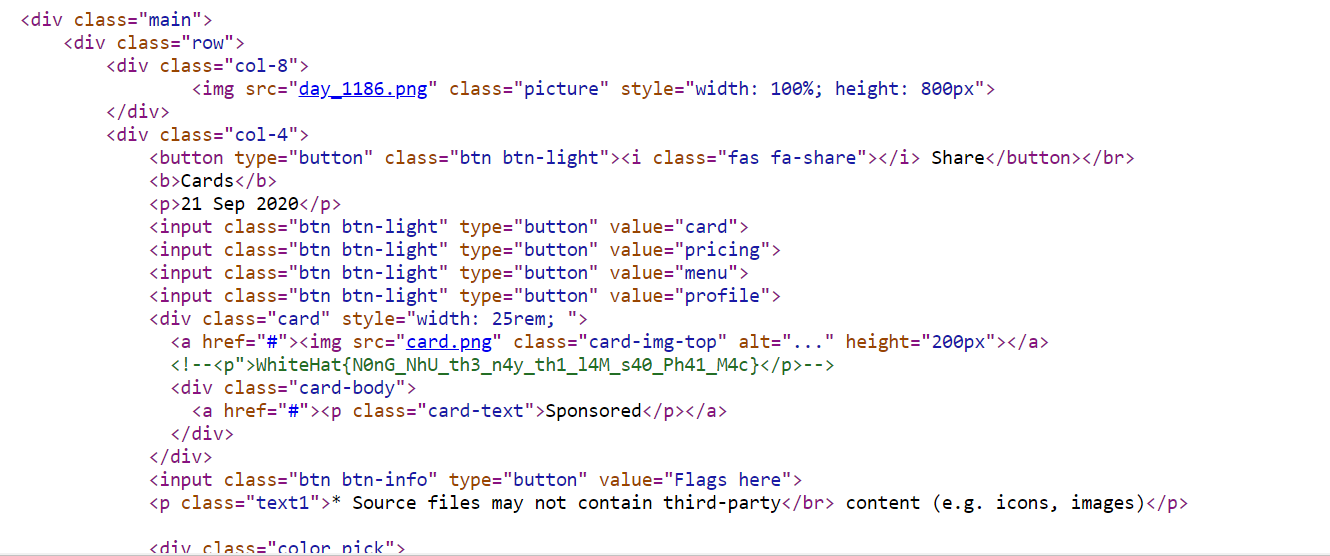 <div class="main">
<div class="row">
<div class="col-8">
<img src="day_1186.png" class="picture" style="width: 100%; height: 800px">
</div>
<div class="col-4">
<button type="button" class="btn btn-light"><i class="fas fa-share"></i> Share</button></br>
<b>Cards</b>
<p>21 Sep 2020</p>
<input class="btn btn-light" type="button" value="card">
<input class="btn btn-light" type="button" value="pricing">
<input class="btn btn-light" type="button" value="menu">
<input class="btn btn-light" type="button" value="profile">
<div class="card" style="width: 25rem; ">
<a href="#"><img src="card.png" class="card-img-top" alt="..." height="200px"></a>
<!--<p">WhiteHat{N0nG_NhU_th3_n4y_th1_l4M_s40_Ph41_M4c}</p>-->
<div class="card-body">
<a href="#"><p class="card-text">Sponsored</p></a>
</div>
</div>
<input class="btn btn-info" type="button" value="Flags here">
<p class="text1">* Source files may not contain third-party</br> content (e.g. icons, images)</p>
<div class="color pick">